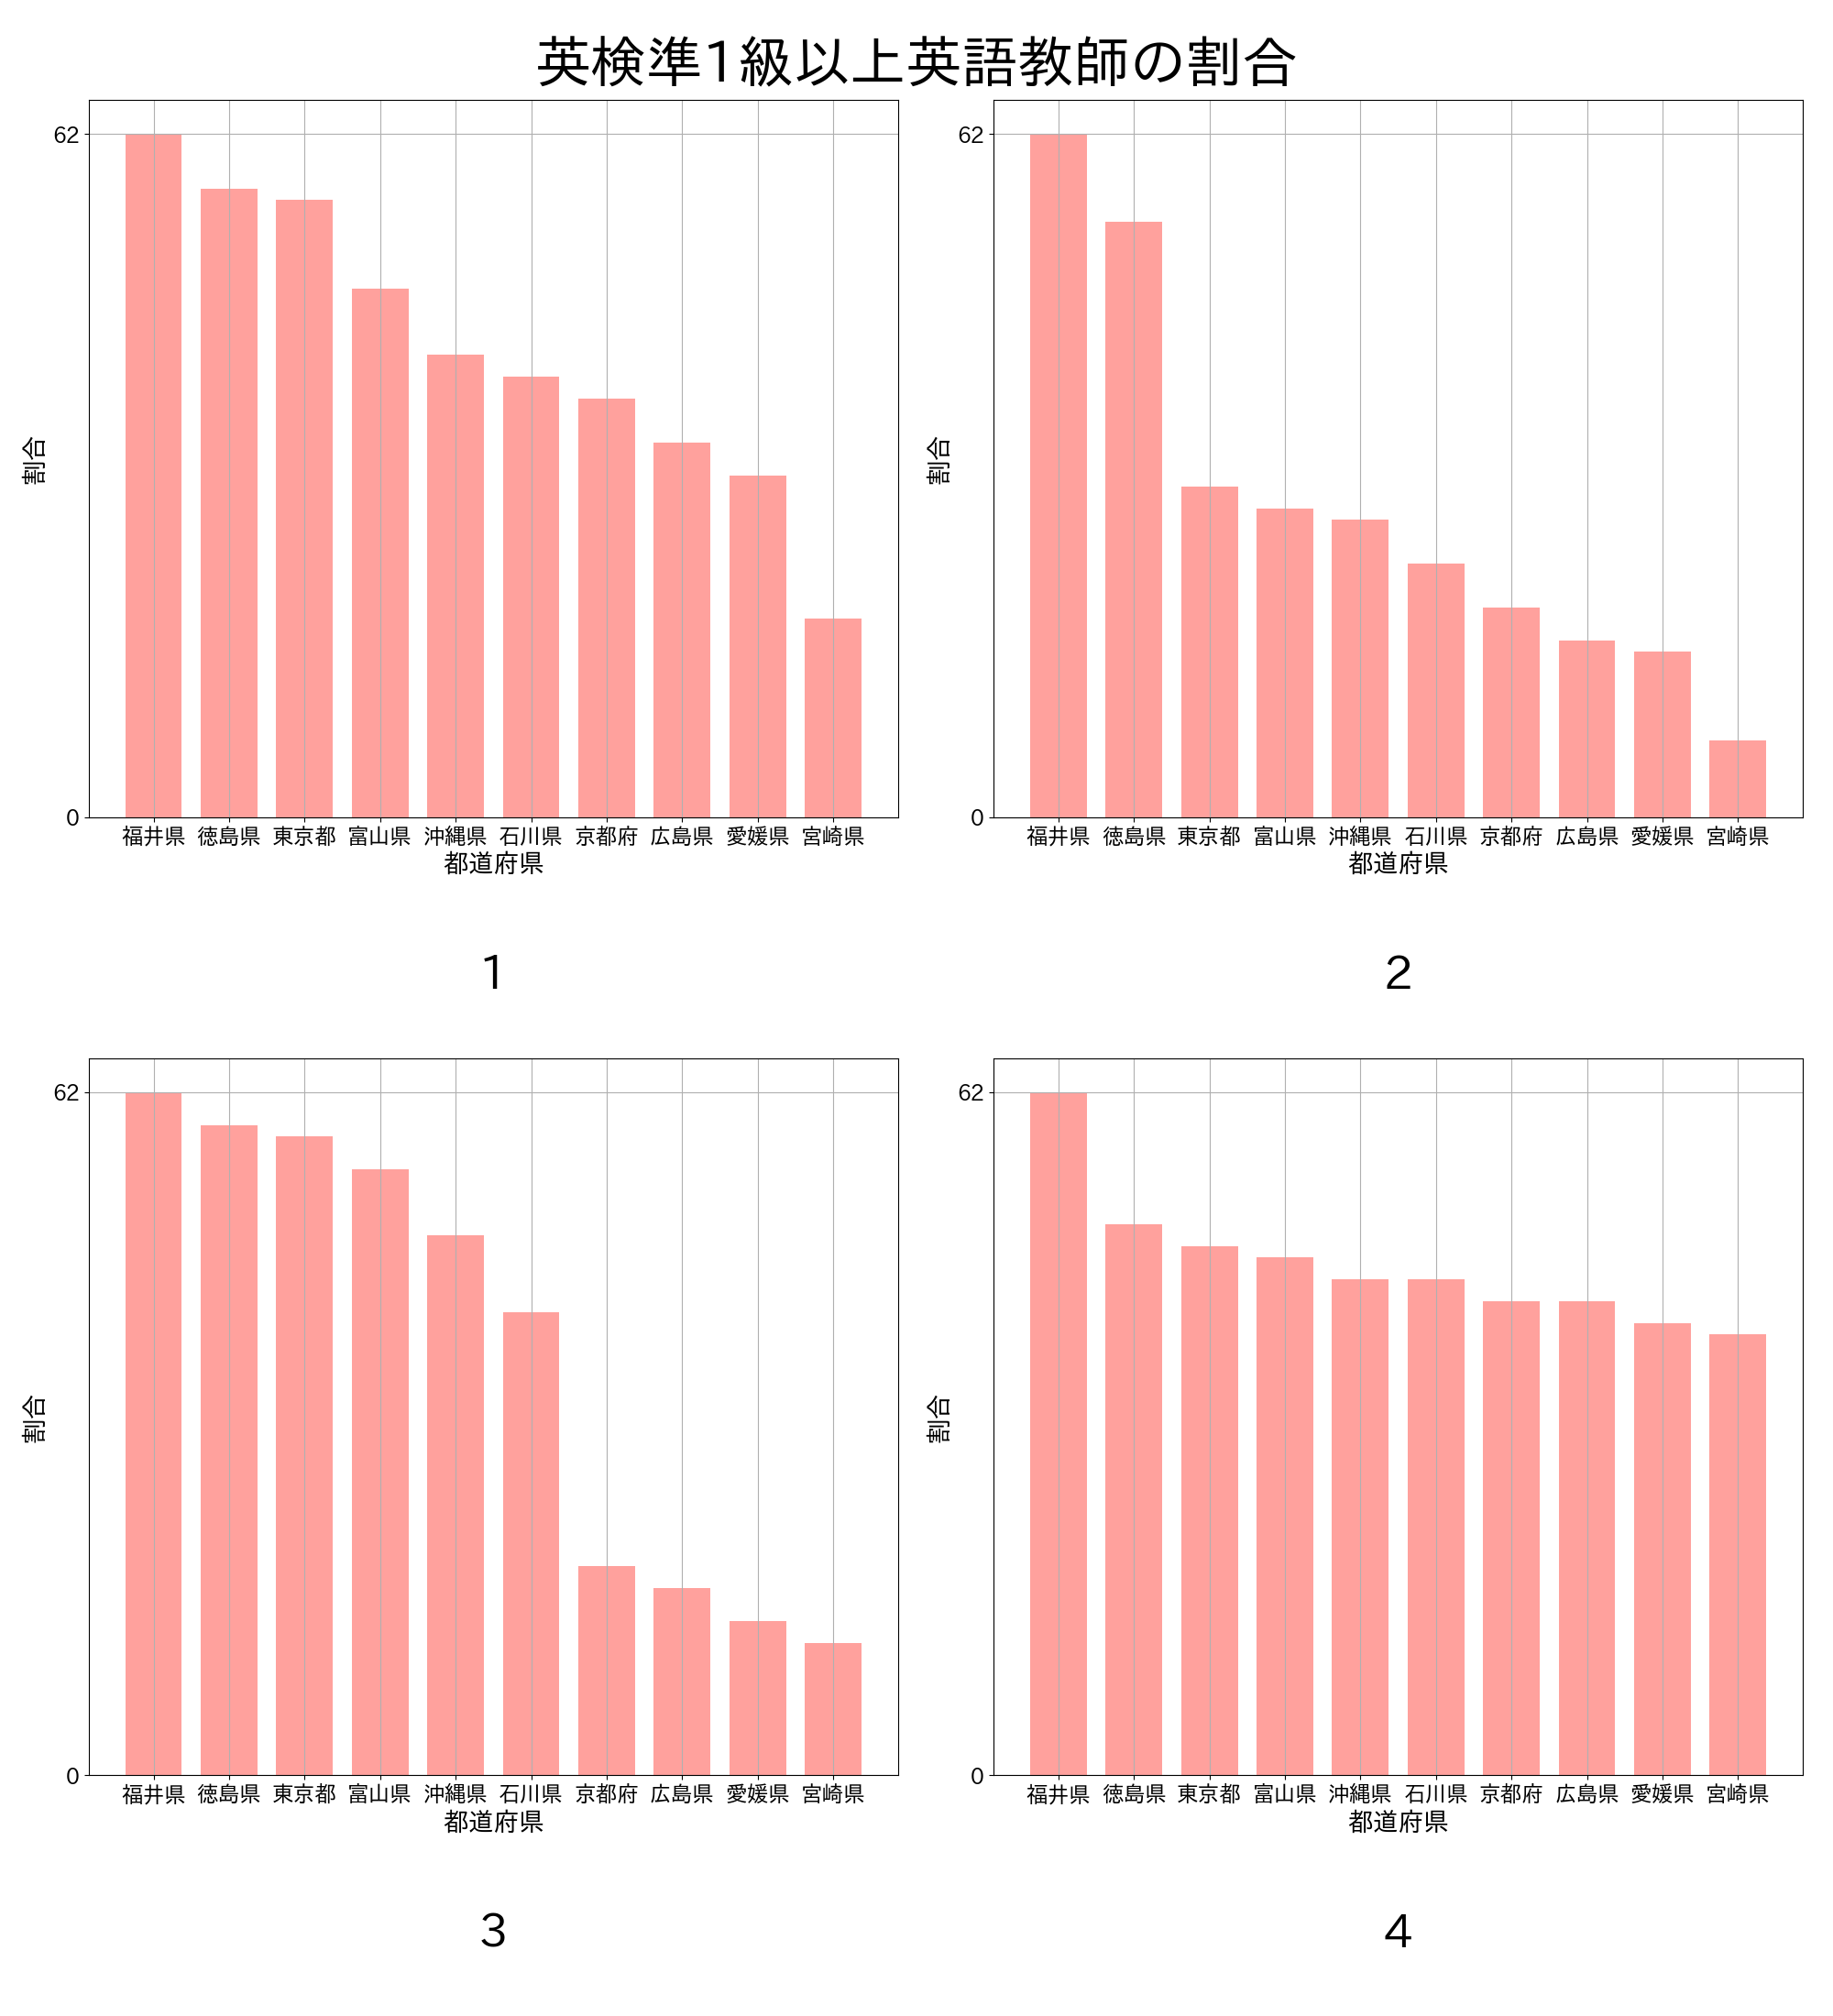 英検準1級以上英語教師の割合
62
0
割合
福井県 徳島県 東京都 富山県 沖縄県 石川県 京都府 広島県 愛媛県 宮崎県
都道府県
1
62
0
割合
福井県 徳島県 東京都 富山県 沖縄県 石川県 京都府 広島県 愛媛県 宮崎県
都道府県
2
62
0
割合
福井県 徳島県 東京都 富山県 沖縄県 石川県 京都府 広島県 愛媛県 宮崎県
都道府県
3
62
0
割合
福井県 徳島県 東京都 富山県 沖縄県 石川県 京都府 広島県 愛媛県 宮崎県
都道府県
4